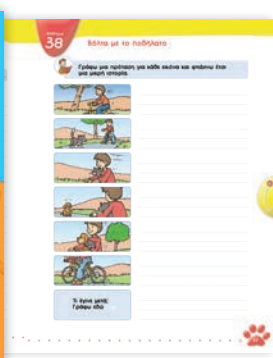 38
Βόλτα με το ποδήλατο
Γράφω μια πρόταση για κάθε εικόνα και φτιάχνω έτσι
μια μικρή ιστορία.
Τι έγινε μετά;
Γράφω εδώ